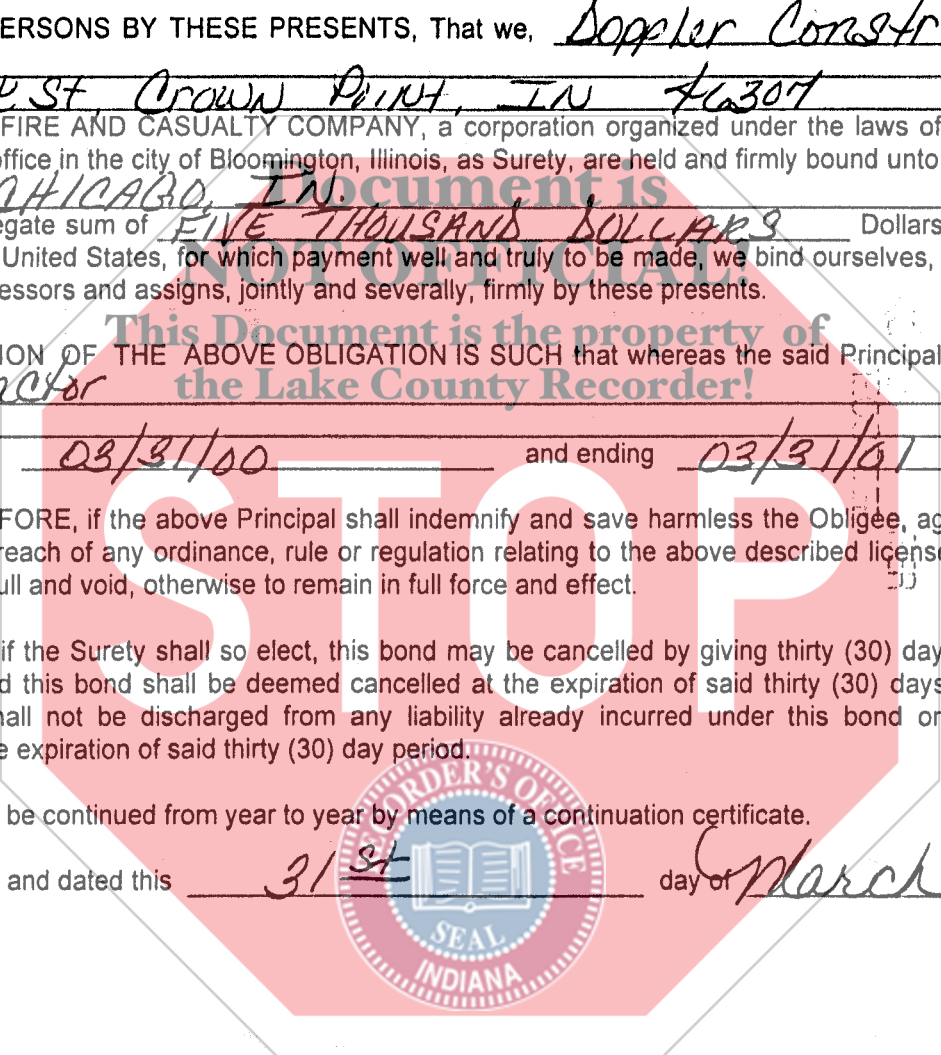 ERSONS BY THESE PRESENTS, That we, Doppler Constr
St, Crown Point, IN 46307
FIRE AND CASUALTY COMPANY, a corporation organized under the laws of
ffice in the city of Bloomington, Illinois, as Surety, are held and firmly bound unto
CHICAGO, IN.
Document is
egate sum of FIVE THOUSAND DOLLARS Dollars
United States, for which payment well and truly to be made, we bind ourselves,
NOT OFFICIAL!
essors and assigns, jointly and severally, firmly by these presents.
This Document is the property of
ION OF THE ABOVE OBLIGATION IS SUCH that whereas the said Principal
the Lake County Recorder!
actor
03/31/00 and ending 03/31/01
STOP
FORE, if the above Principal shall indemnify and save harmless the Obligee, ag
reach of any ordinance, rule or regulation relating to the above described license
ull and void, otherwise to remain in full force and effect.
if the Surety shall so elect, this bond may be cancelled by giving thirty (30) day
d this bond shall be deemed cancelled at the expiration of said thirty (30) days
hall not be discharged from any liability already incurred under this bond or
e expiration of said thirty (30) day period.
be continued from year to year by means of a continuation certificate.
and dated this 31st day of March
RECORDER'S OFFICE
SEAL
INDIANA